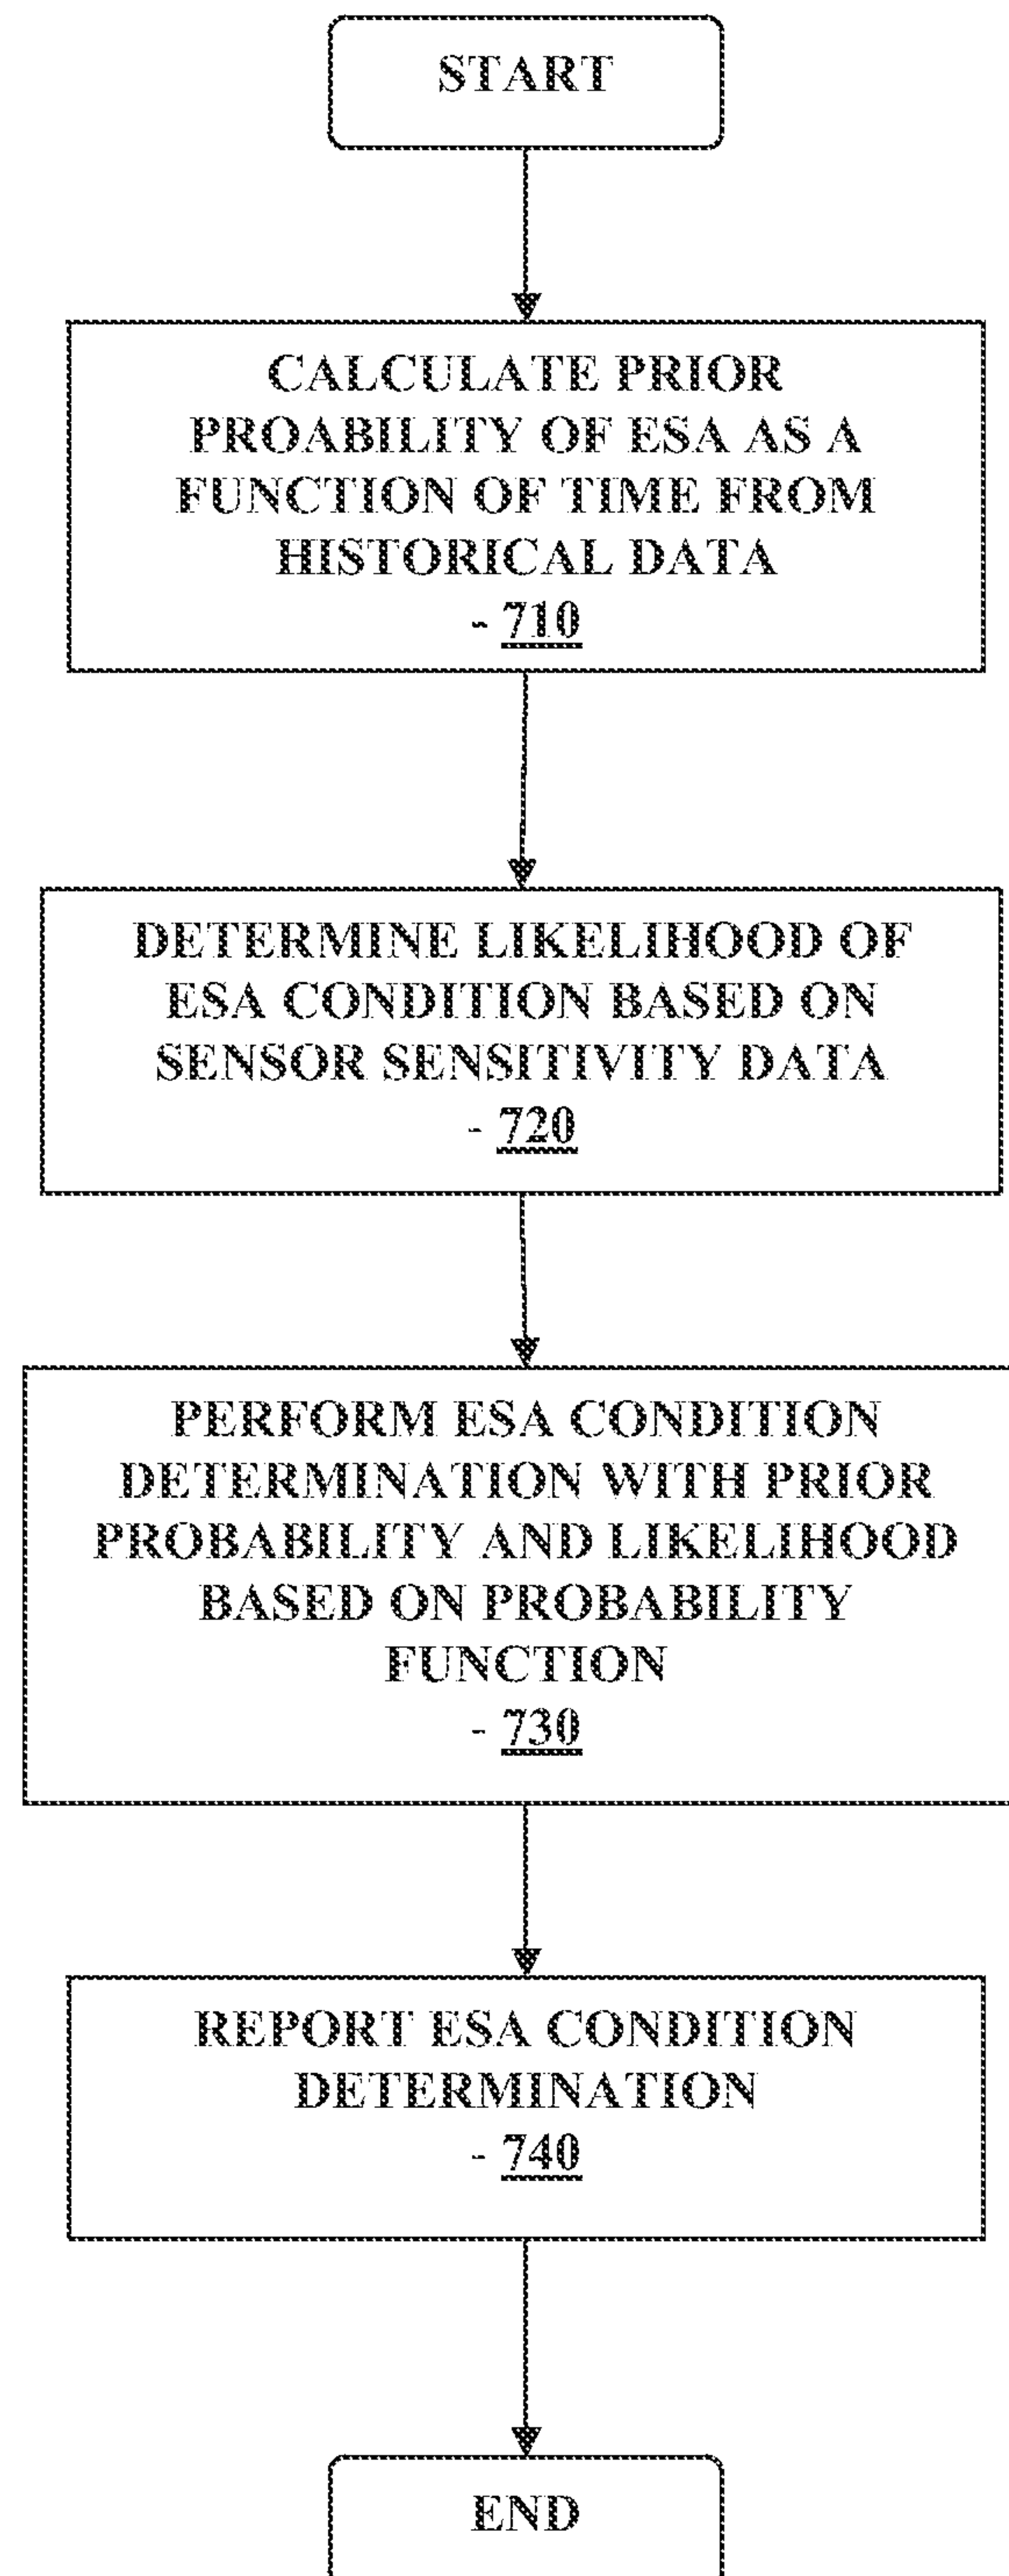 START
CALCULATE PRIOR
PROABILITY OF ESA AS A
FUNCTION OF TIME FROM
HISTORICAL DATA
- 710
DETERMINE LIKELIHOOD OF
ESA CONDITION BASED ON
SENSOR SENSITIVITY DATA
- 720
PERFORM ESA CONDITION
DETERMINATION WITH PRIOR
PROBABILITY AND LIKELIHOOD
BASED ON PROBABILITY
FUNCTION
- 730
REPORT ESA CONDITION
DETERMINATION
- 740
END